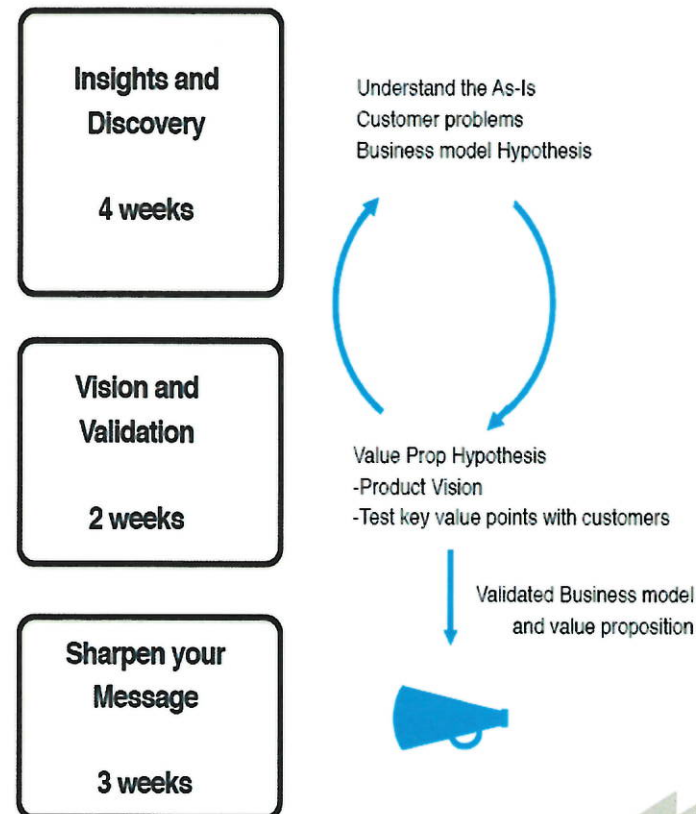 Insights and
Discovery
4 weeks
Understand the As-Is
Customer problems
Business model Hypothesis
Vision and
Validation
2 weeks
Value Prop Hypothesis
-Product Vision
-Test key value points with customers
Validated Business model
and value proposition
Sharpen your
Message
3 weeks